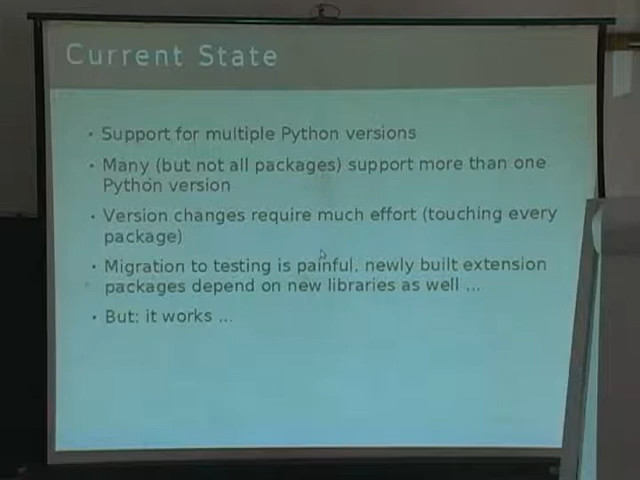 Current State
• Support for multiple Python versions
• Many (but not all packages) support more than one
Python version
• Version changes require much effort (touching every
package)
• Migration to testing is painful, newly built extension
packages depend on new libraries as well ...
• But: it works ...